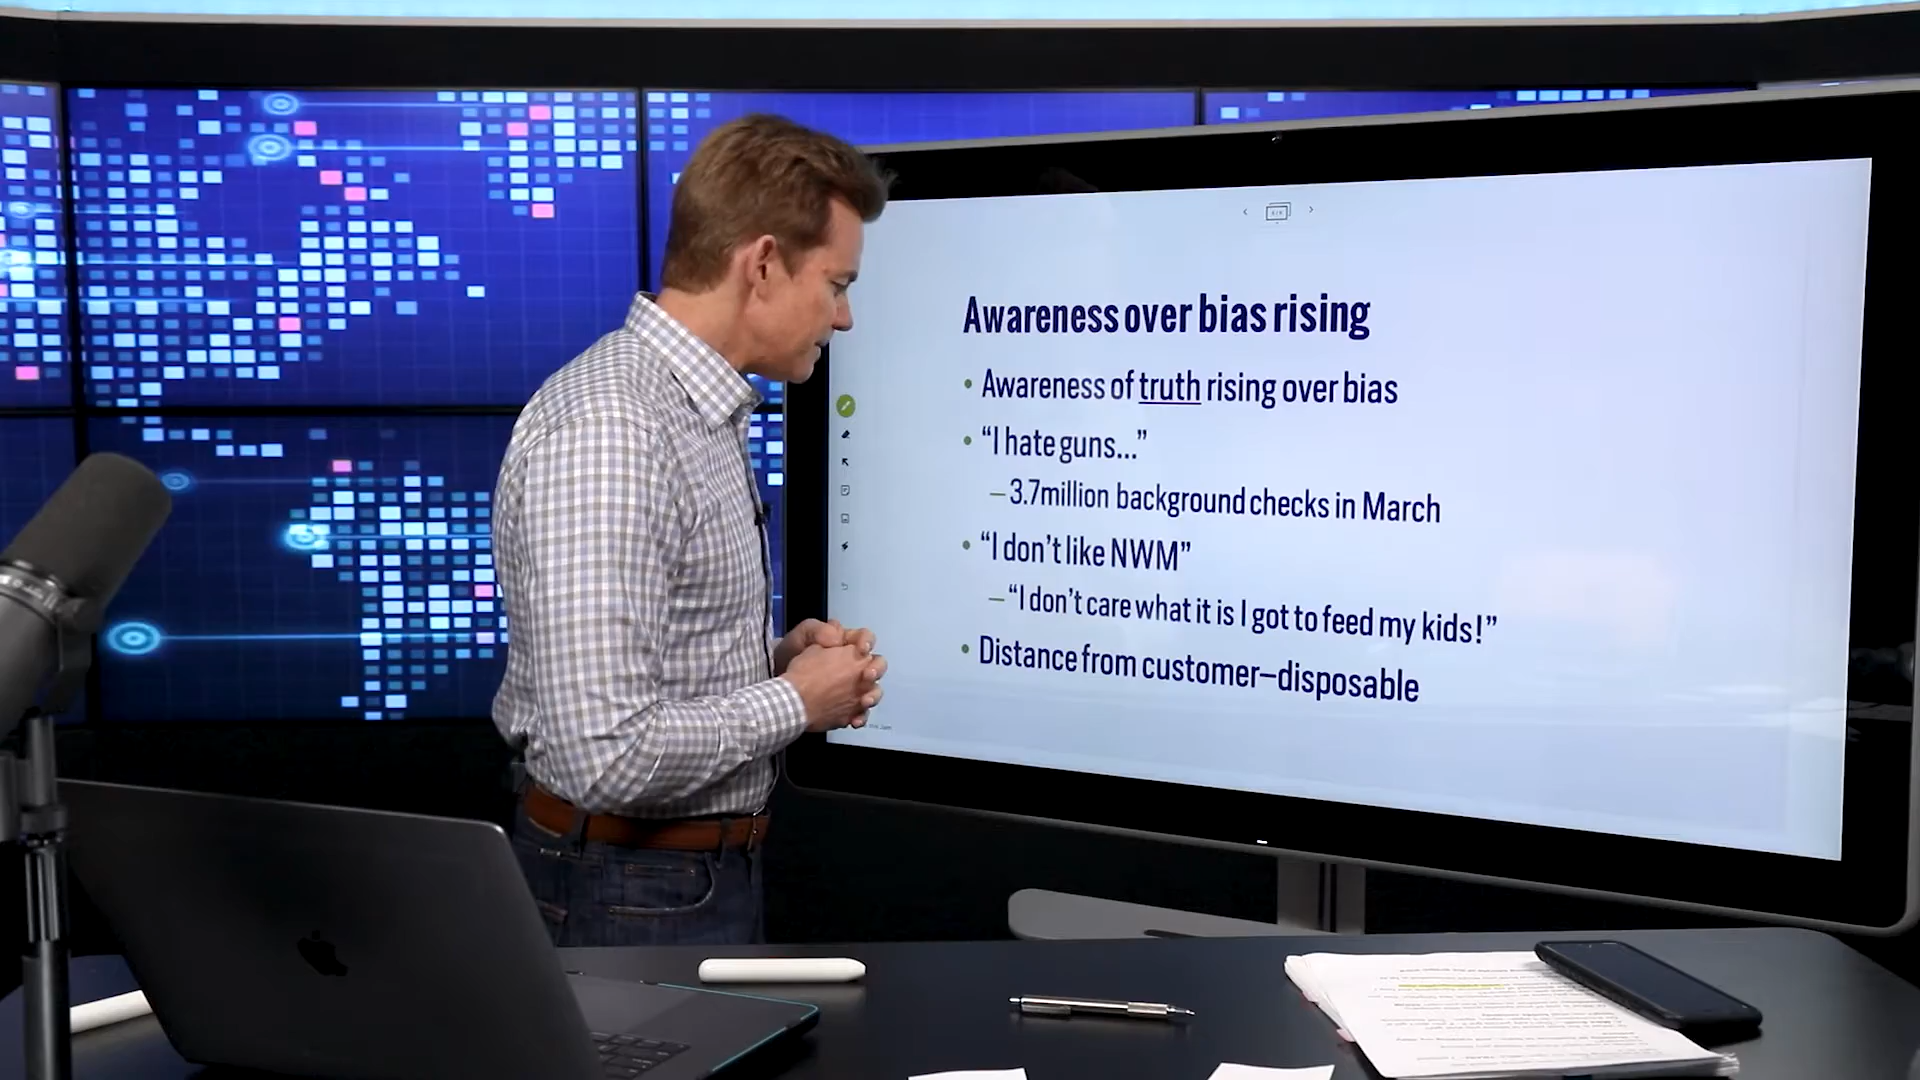 Awareness over bias rising
• Awareness of truth rising over bias
• “I hate guns...”
– 3.7million background checks in March
• “I don’t like NWM”
– “I don’t care what it is I got to feed my kids!”
• Distance from customer–disposable